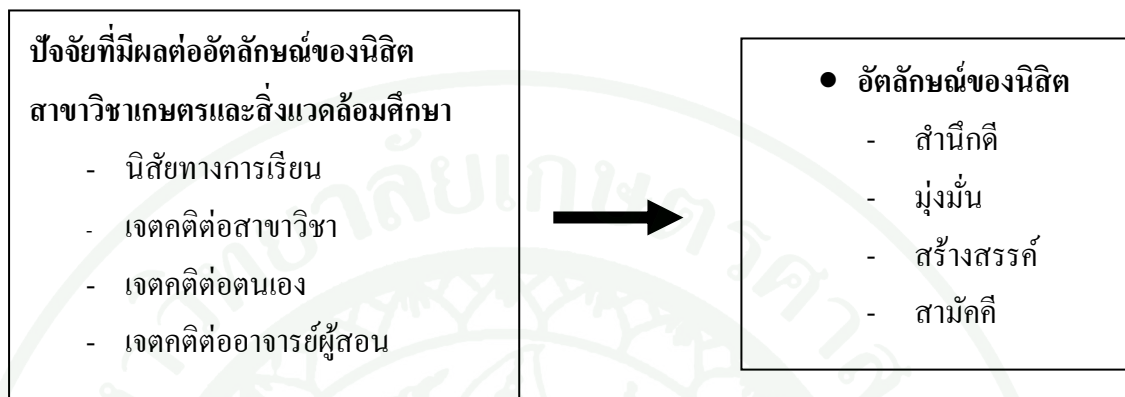 ปัจจัยที่มีผลต่ออัตลักษณ์ของนิสิต
สาขาวิชาเกษตรและสิ่งแวดล้อมศึกษา
- นิสัยทางการเรียน
- เจตคติต่อสาขาวิชา
- เจตคติต่อตนเอง
- เจตคติต่ออาจารย์ผู้สอน
● อัตลักษณ์ของนิสิต
- สำนึกดี
- มุ่งมั่น
- สร้างสรรค์
- สามัคคี